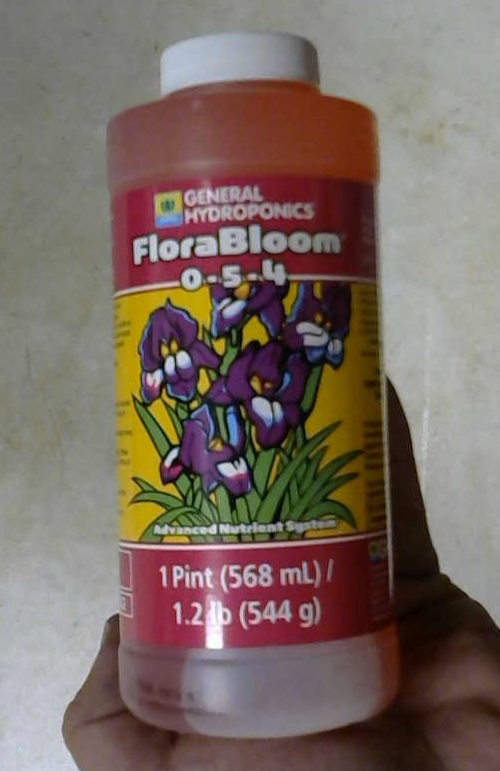 GENERAL
HYDROPONICS
FloraBloom
0-5-4
Advanced Nutrient System
1 Pint (568 mL) /
1.2 lb (544 g)